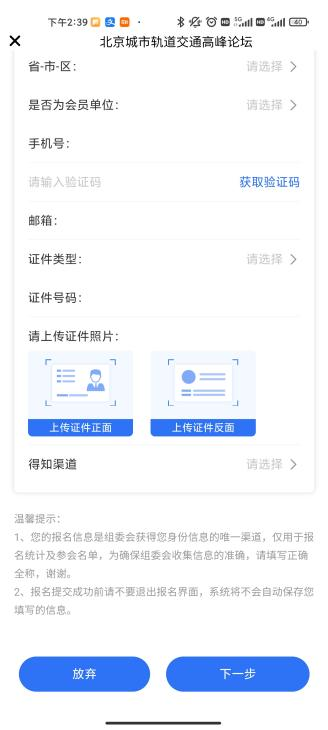 下午2:39
40
北京城市轨道交通高峰论坛
省-市-区： 请选择
是否为会员单位： 请选择
手机号：
请输入验证码 获取验证码
邮箱：
证件类型： 请选择
证件号码：
请上传证件照片：
上传证件正面 上传证件反面
得知渠道 请选择
温馨提示：
1、您的报名信息是组委会获得您身份信息的唯一渠道，仅用于报
名统计及参会名单，为确保组委会收集信息的准确，请填写正确
全称，谢谢。
2、报名提交成功前请不要退出报名界面，系统将不会自动保存您
填写的信息。
放弃 下一步